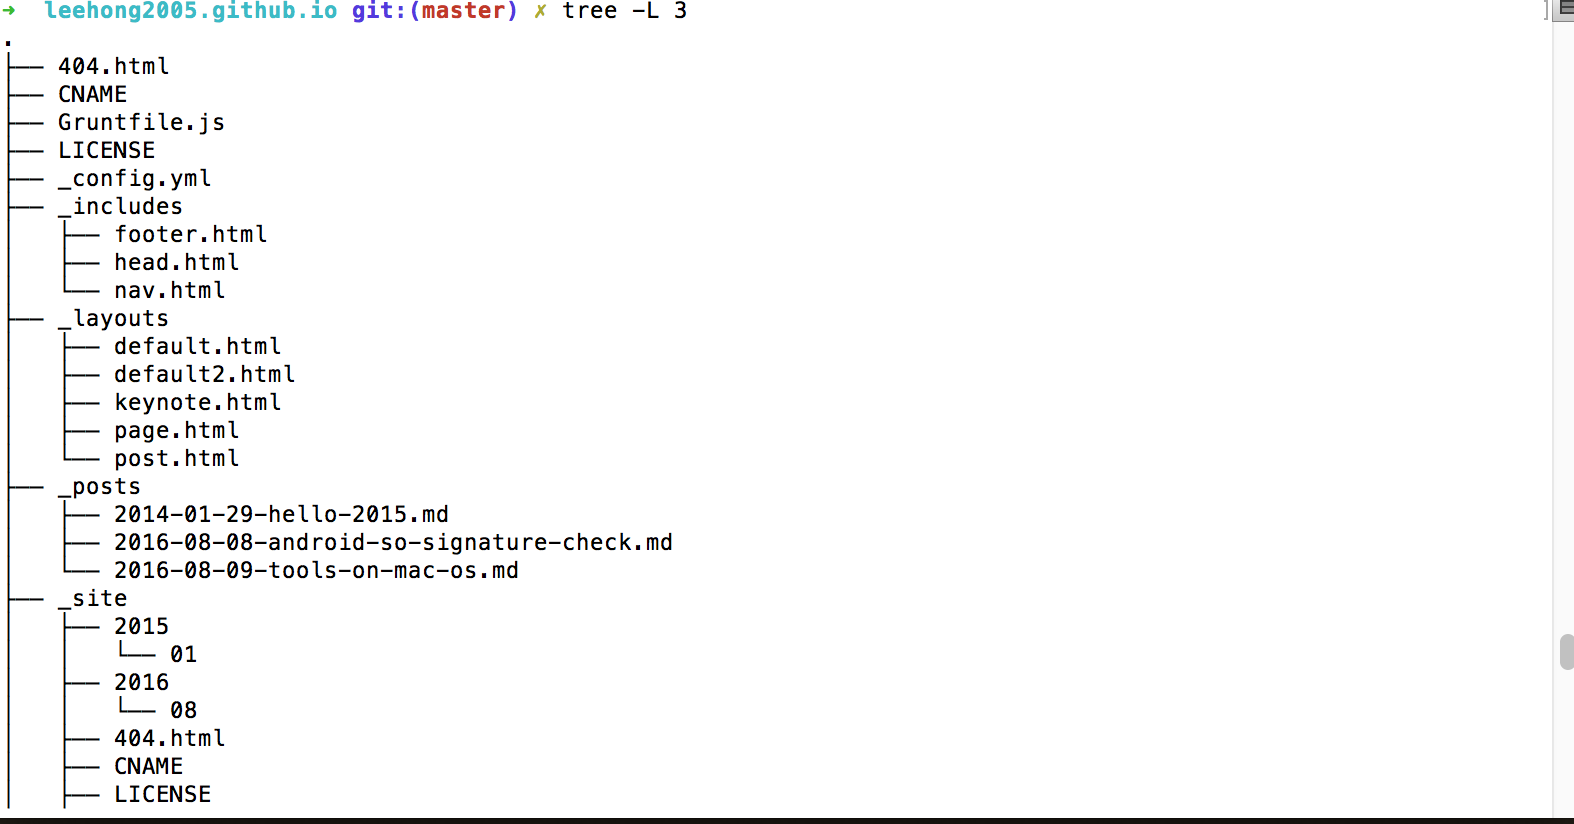 ➜  leehong2005.github.io git:(master) ✗ tree -L 3
.
├── 404.html
├── CNAME
├── Gruntfile.js
├── LICENSE
├── _config.yml
├── _includes
│   ├── footer.html
│   ├── head.html
│   └── nav.html
├── _layouts
│   ├── default.html
│   ├── default2.html
│   ├── keynote.html
│   ├── page.html
│   └── post.html
├── _posts
│   ├── 2014-01-29-hello-2015.md
│   ├── 2016-08-08-android-so-signature-check.md
│   └── 2016-08-09-tools-on-mac-os.md
├── _site
│   ├── 2015
│   │   └── 01
│   ├── 2016
│   │   └── 08
│   ├── 404.html
│   ├── CNAME
│   ├── LICENSE